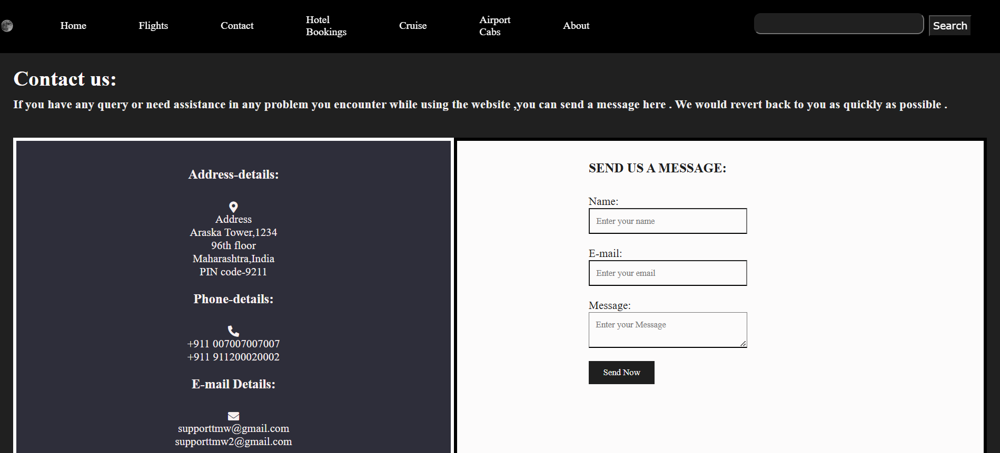 Home
Flights
Contact
Hotel
Bookings
Cruise
Airport
Cabs
About
Search
Contact us:
If you have any query or need assistance in any problem you encounter while using the website ,you can send a message here . We would revert back to you as quickly as possible .
Address-details:
Address
Araska Tower,1234
96th floor
Maharashtra,India
PIN code-9211
Phone-details:
+911 007007007007
+911 911200020002
E-mail Details:
supporttmw@gmail.com
supporttmw2@gmail.com
SEND US A MESSAGE:
Name:
Enter your name
E-mail:
Enter your email
Message:
Enter your Message
Send Now